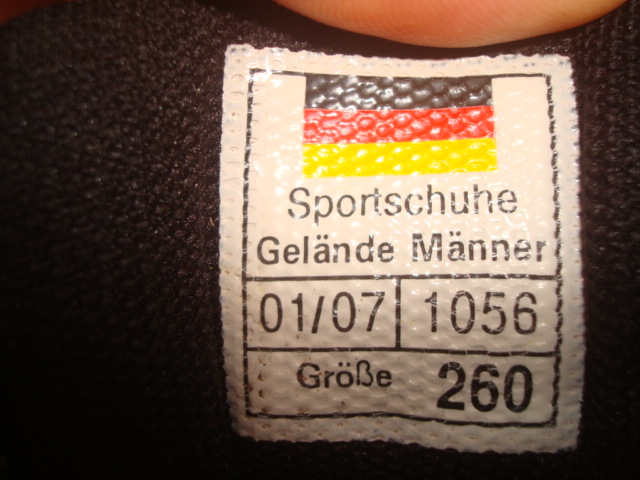 Sportschuhe
Gelände Männer
01/07 1056
Größe 260